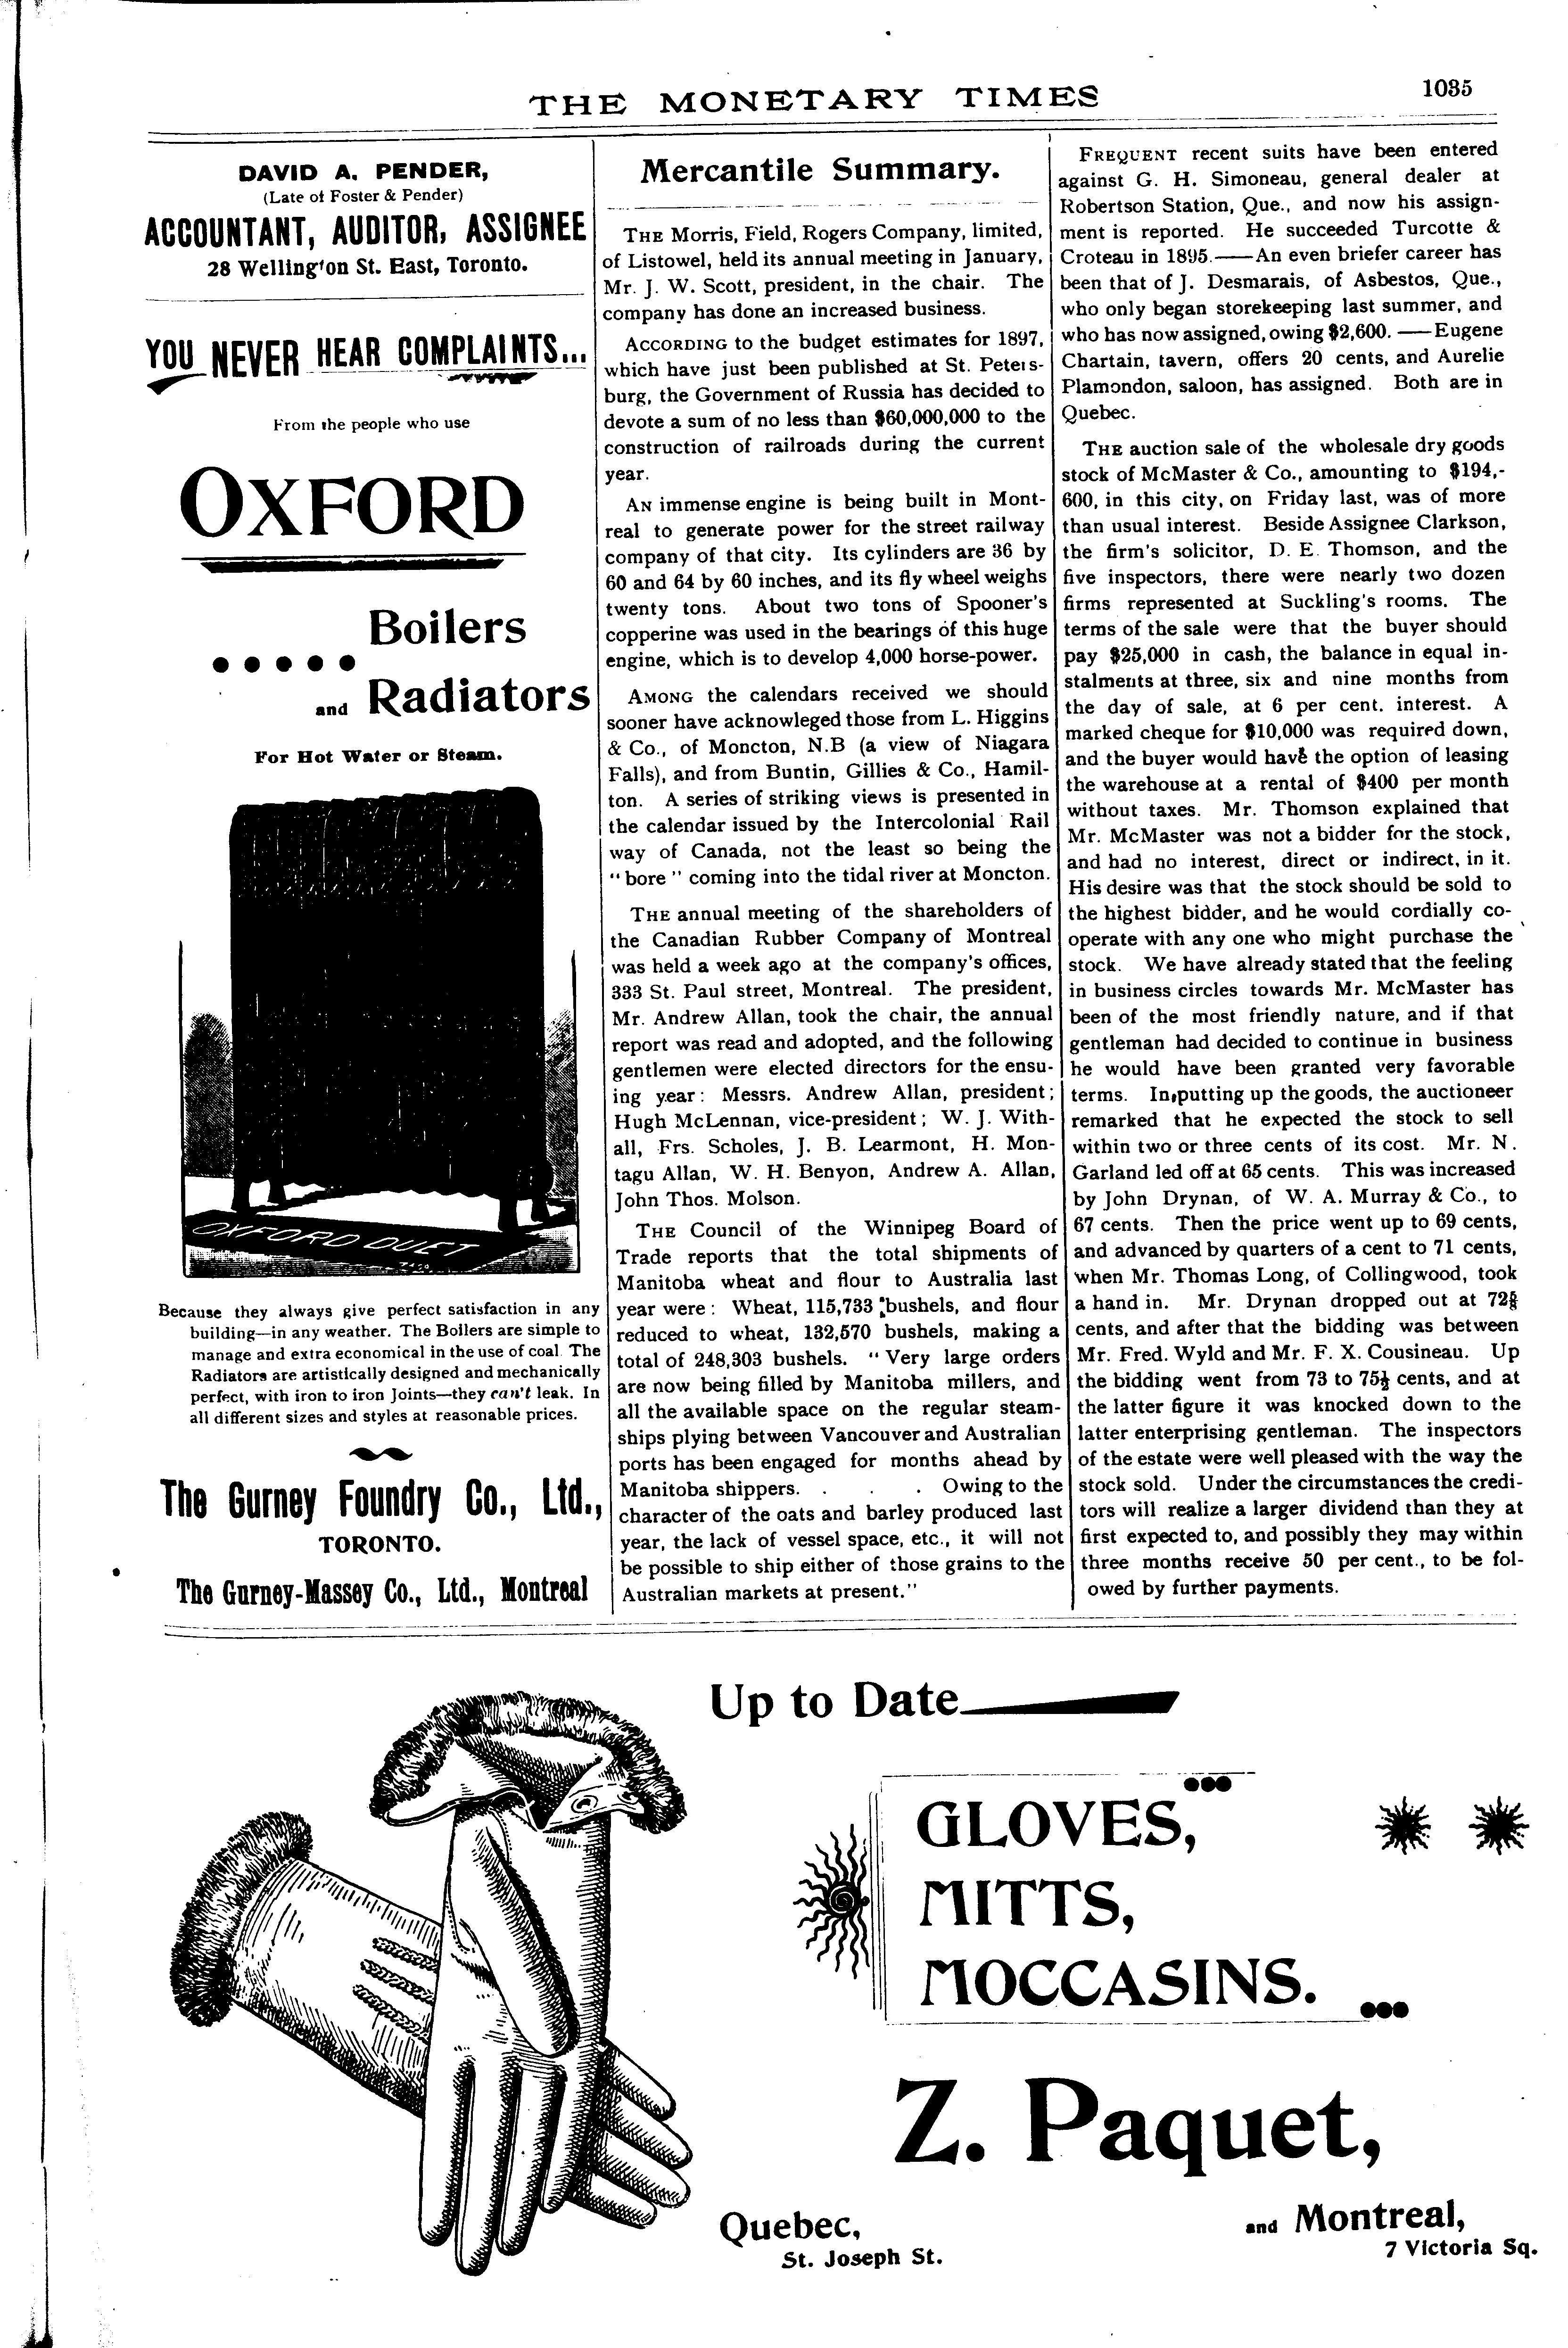 THE MONETARY TIMES
1035
DAVID A. PENDER,
(Late of Foster & Pender)
ACCOUNTANT, AUDITOR, ASSIGNEE
28 Wellington St. East, Toronto.
YOU NEVER HEAR COMPLAINTS...
From the people who use
OXFORD
Boilers
and Radiators
For Hot Water or Steam.
OXFORD DUET
Because they always give perfect satisfaction in any
building—in any weather. The Boilers are simple to
manage and extra economical in the use of coal. The
Radiators are artistically designed and mechanically
perfect, with iron to iron Joints—they can't leak. In
all different sizes and styles at reasonable prices.
The Gurney Foundry Co., Ltd.,
TORONTO.
The Gurney-Massey Co., Ltd., Montreal
Mercantile Summary.
THE Morris, Field, Rogers Company, limited,
of Listowel, held its annual meeting in January,
Mr. J. W. Scott, president, in the chair. The
company has done an increased business.
ACCORDING to the budget estimates for 1897,
which have just been published at St. Peters-
burg, the Government of Russia has decided to
devote a sum of no less than $60,000,000 to the
construction of railroads during the current
year.
AN immense engine is being built in Mont-
real to generate power for the street railway
company of that city. Its cylinders are 36 by
60 and 64 by 60 inches, and its fly wheel weighs
twenty tons. About two tons of Spooner's
copperine was used in the bearings of this huge
engine, which is to develop 4,000 horse-power.
AMONG the calendars received we should
sooner have acknowleged those from L. Higgins
& Co., of Moncton, N.B (a view of Niagara
Falls), and from Buntin, Gillies & Co., Hamil-
ton. A series of striking views is presented in
the calendar issued by the Intercolonial Rail
way of Canada, not the least so being the
"bore" coming into the tidal river at Moncton.
THE annual meeting of the shareholders of
the Canadian Rubber Company of Montreal
was held a week ago at the company's offices,
333 St. Paul street, Montreal. The president,
Mr. Andrew Allan, took the chair, the annual
report was read and adopted, and the following
gentlemen were elected directors for the ensu-
ing year: Messrs. Andrew Allan, president;
Hugh McLennan, vice-president; W. J. With-
all, Frs. Scholes, J. B. Learmont, H. Mon-
tagu Allan, W. H. Benyon, Andrew A. Allan,
John Thos. Molson.
THE Council of the Winnipeg Board of
Trade reports that the total shipments of
Manitoba wheat and flour to Australia last
year were: Wheat, 115,733 bushels, and flour
reduced to wheat, 132,570 bushels, making a
total of 248,303 bushels. "Very large orders
are now being filled by Manitoba millers, and
all the available space on the regular steam-
ships plying between Vancouver and Australian
ports has been engaged for months ahead by
Manitoba shippers. . . . Owing to the
character of the oats and barley produced last
year, the lack of vessel space, etc., it will not
be possible to ship either of those grains to the
Australian markets at present."
FREQUENT recent suits have been entered
against G. H. Simoneau, general dealer at
Robertson Station, Que., and now his assign-
ment is reported. He succeeded Turcotte &
Croteau in 1895.——An even briefer career has
been that of J. Desmarais, of Asbestos, Que.,
who only began storekeeping last summer, and
who has now assigned, owing $2,600.——Eugene
Chartain, tavern, offers 20 cents, and Aurelie
Plamondon, saloon, has assigned. Both are in
Quebec.
THE auction sale of the wholesale dry goods
stock of McMaster & Co., amounting to $194,-
600, in this city, on Friday last, was of more
than usual interest. Beside Assignee Clarkson,
the firm's solicitor, D. E. Thomson, and the
five inspectors, there were nearly two dozen
firms represented at Suckling's rooms. The
terms of the sale were that the buyer should
pay $25,000 in cash, the balance in equal in-
stalments at three, six and nine months from
the day of sale, at 6 per cent. interest. A
marked cheque for $10,000 was required down,
and the buyer would have the option of leasing
the warehouse at a rental of $400 per month
without taxes. Mr. Thomson explained that
Mr. McMaster was not a bidder for the stock,
and had no interest, direct or indirect, in it.
His desire was that the stock should be sold to
the highest bidder, and he would cordially co-
operate with any one who might purchase the
stock. We have already stated that the feeling
in business circles towards Mr. McMaster has
been of the most friendly nature, and if that
gentleman had decided to continue in business
he would have been granted very favorable
terms. In putting up the goods, the auctioneer
remarked that he expected the stock to sell
within two or three cents of its cost. Mr. N.
Garland led off at 65 cents. This was increased
by John Drynan, of W. A. Murray & Co., to
67 cents. Then the price went up to 69 cents,
and advanced by quarters of a cent to 71 cents,
when Mr. Thomas Long, of Collingwood, took
a hand in. Mr. Drynan dropped out at
cents, and after that the bidding was between
Mr. Fred. Wyld and Mr. F. X. Cousineau. Up
the bidding went from 73 to 75½ cents, and at
the latter figure it was knocked down to the
latter enterprising gentleman. The inspectors
of the estate were well pleased with the way the
stock sold. Under the circumstances the credi-
tors will realize a larger dividend than they at
first expected to, and possibly they may within
three months receive 50 per cent., to be fol-
owed by further payments.
Up to Date
GLOVES,
MITTS,
MOCCASINS.
Z. Paquet,
Quebec,
St. Joseph St.
and Montreal,
7 Victoria Sq.